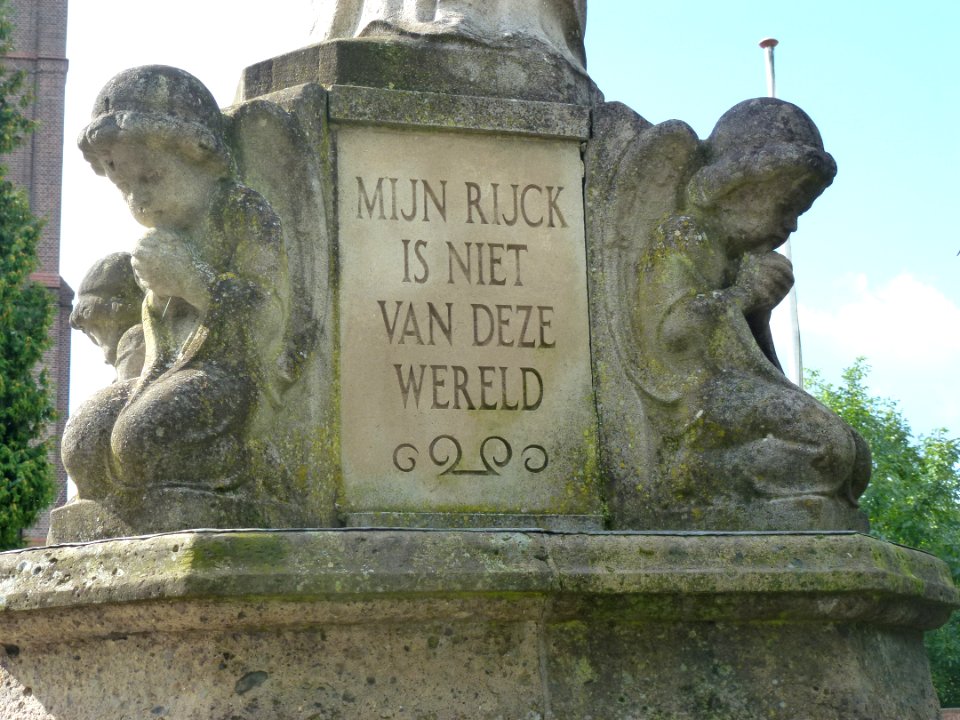 MIJN RIJCK
IS NIET
VAN DEZE
WERELD